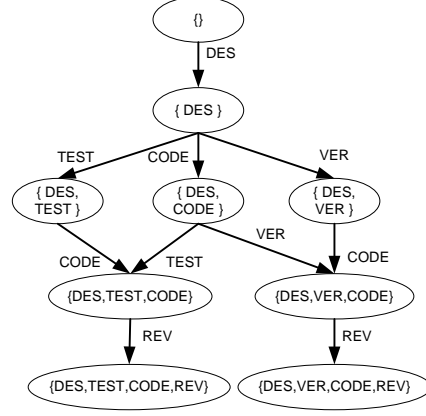 {}
DES
{ DES }
TEST
CODE
VER
{ DES,
TEST }
{ DES,
CODE }
{ DES,
VER }
VER
CODE
TEST
CODE
{DES,TEST,CODE}
{DES,VER,CODE}
REV
REV
{DES,TEST,CODE,REV}
{DES,VER,CODE,REV}